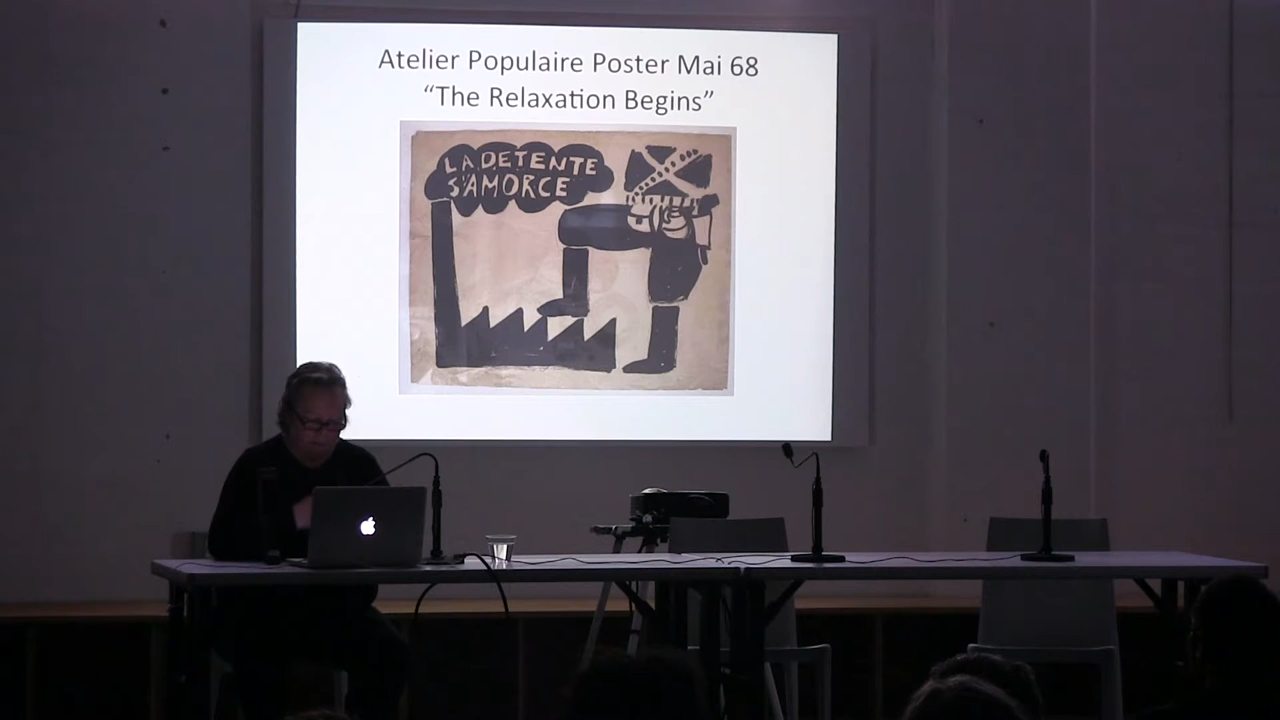 Atelier Populaire Poster Mai 68
“The Relaxation Begins”
LA DETENTE
S'AMORCE